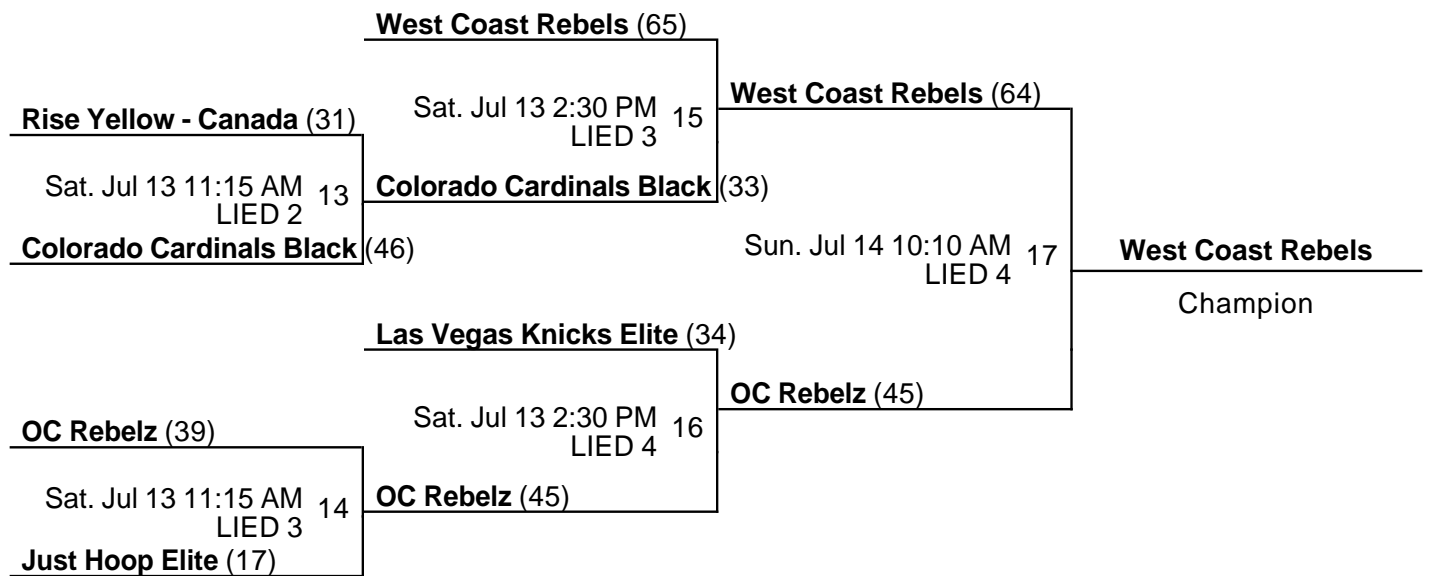 West Coast Rebels (65)
Rise Yellow - Canada (31)
Sat. Jul 13 2:30 PM 15
LIED 3
West Coast Rebels (64)
Sat. Jul 13 11:15 AM 13
LIED 2
Colorado Cardinals Black (33)
Colorado Cardinals Black (46)
Sun. Jul 14 10:10 AM 17
LIED 4
West Coast Rebels
Champion
Las Vegas Knicks Elite (34)
OC Rebelz (45)
OC Rebelz (39)
Sat. Jul 13 2:30 PM 16
LIED 4
Sat. Jul 13 11:15 AM 14
LIED 3
OC Rebelz (45)
Just Hoop Elite (17)